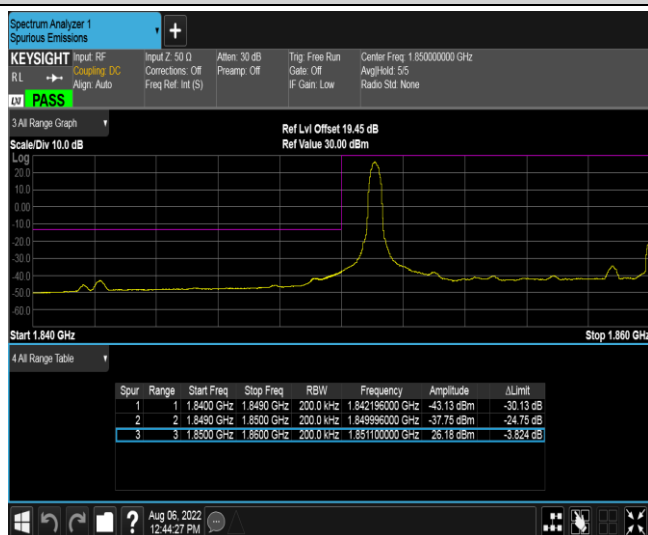 Spectrum Analyzer 1
Spurious Emissions
+
KEYSIGHT Input: RF Input Z: 50 Ω Atten: 30 dB Trig: Free Run Center Freq: 1.850000000 GHz
RL Coupling: DC Corrections: Off Preamp: Off Gate: Off Avg|Hold: 5/5
Align: Auto Freq Ref: Int (S) IF Gain: Low Radio Std: None
LXI PASS
3 All Range Graph
Ref Lvl Offset 19.45 dB
Scale/Div 10.0 dB Ref Value 30.00 dBm
Log
20.0
10.0
0.00
-10.0
-20.0
-30.0
-40.0
-50.0
-60.0
Start 1.840 GHz Stop 1.860 GHz
4 All Range Table
Spur Range Start Freq Stop Freq RBW Frequency Amplitude ΔLimit
1 1 1.8400 GHz 1.8490 GHz 200.0 kHz 1.842196000 GHz -43.13 dBm -30.13 dB
2 2 1.8490 GHz 1.8500 GHz 200.0 kHz 1.849996000 GHz -37.75 dBm -24.75 dB
3 3 1.8500 GHz 1.8600 GHz 200.0 kHz 1.851100000 GHz 26.18 dBm -3.824 dB
? Aug 06, 2022
12:44:27 PM